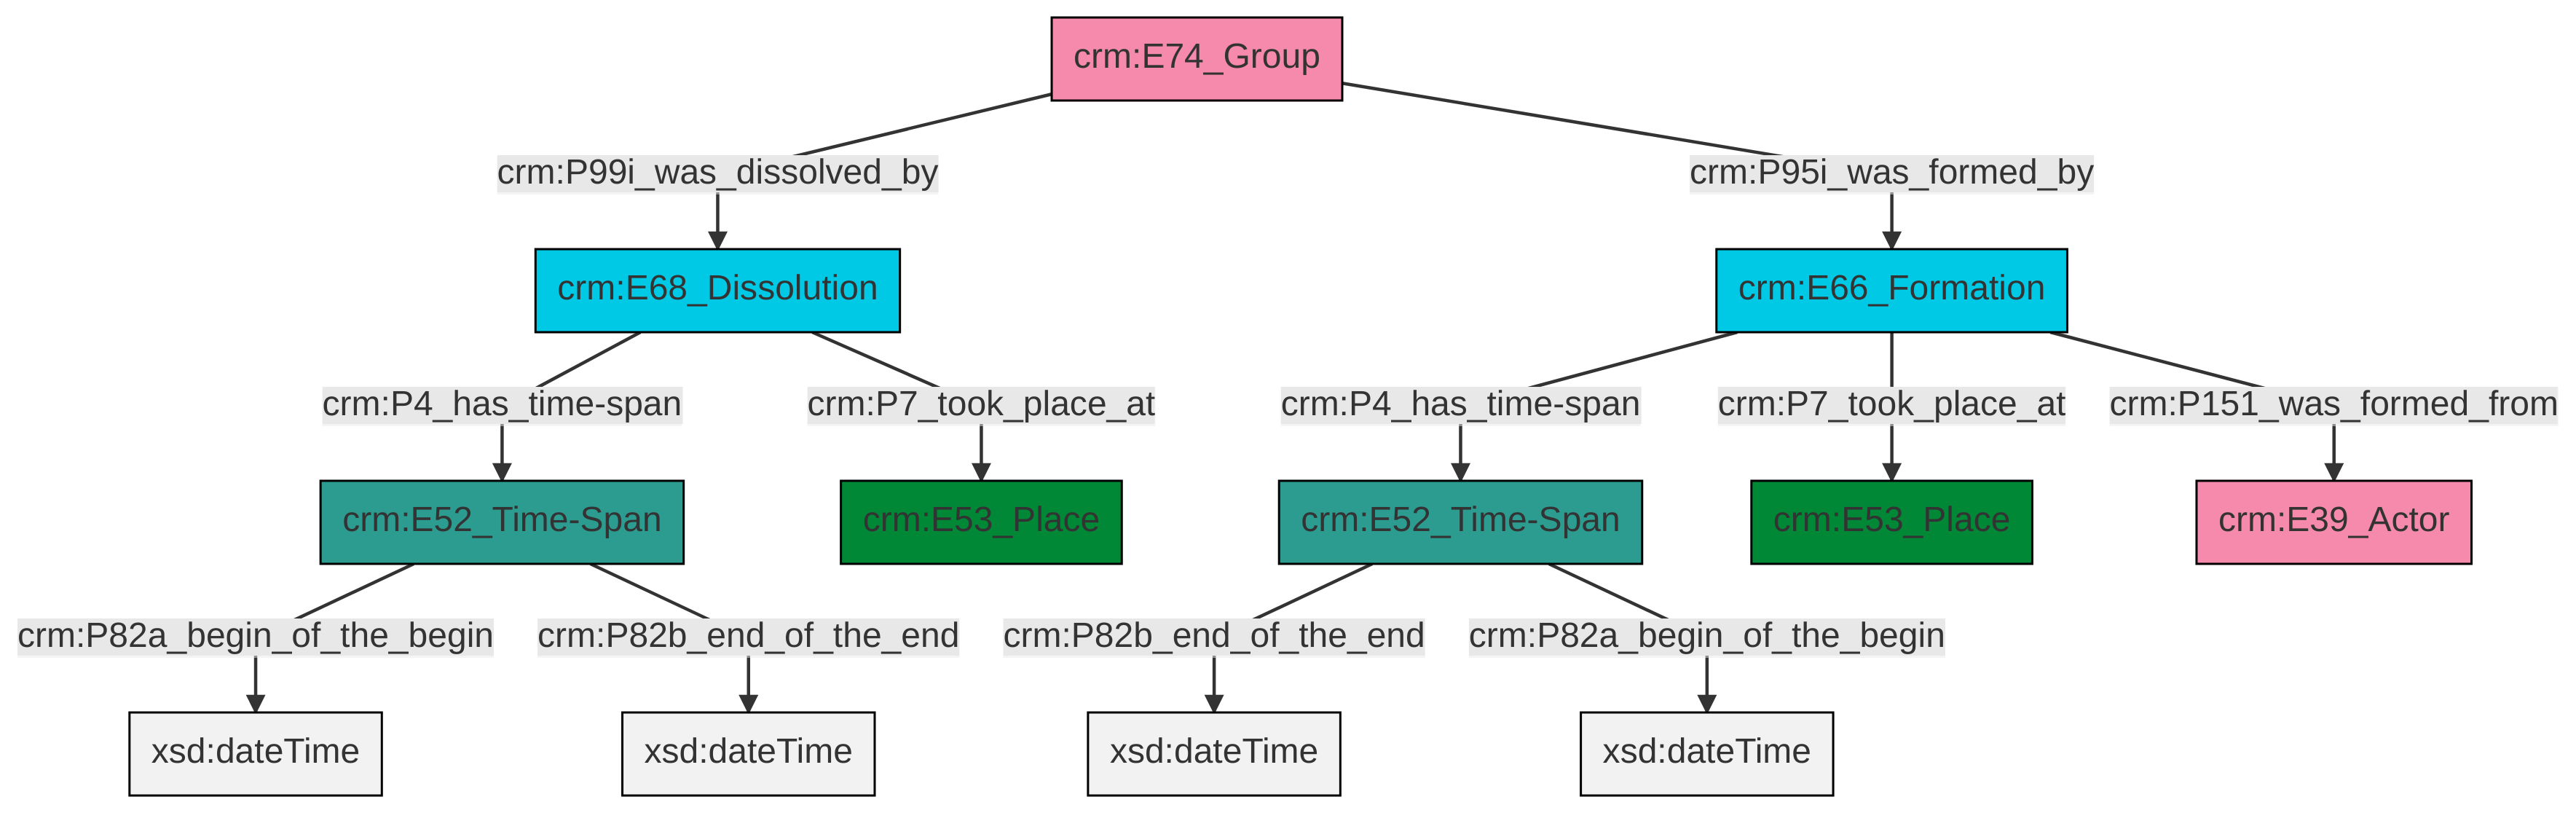 crm:E74_Group
crm:P99i_was_dissolved_by
crm:P95i_was_formed_by
crm:E68_Dissolution
crm:E66_Formation
crm:P4_has_time-span
crm:P7_took_place_at
crm:P4_has_time-span
crm:P7_took_place_at
crm:P151_was_formed_from
crm:E52_Time-Span
crm:E53_Place
crm:E52_Time-Span
crm:E53_Place
crm:E39_Actor
crm:P82a_begin_of_the_begin
crm:P82b_end_of_the_end
crm:P82b_end_of_the_end
crm:P82a_begin_of_the_begin
xsd:dateTime
xsd:dateTime
xsd:dateTime
xsd:dateTime